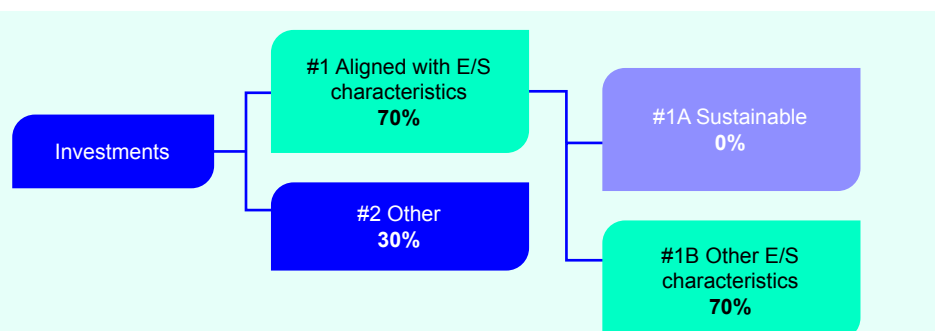 Investments
#1 Aligned with E/S
characteristics
70%
#2 Other
30%
#1A Sustainable
0%
#1B Other E/S
characteristics
70%